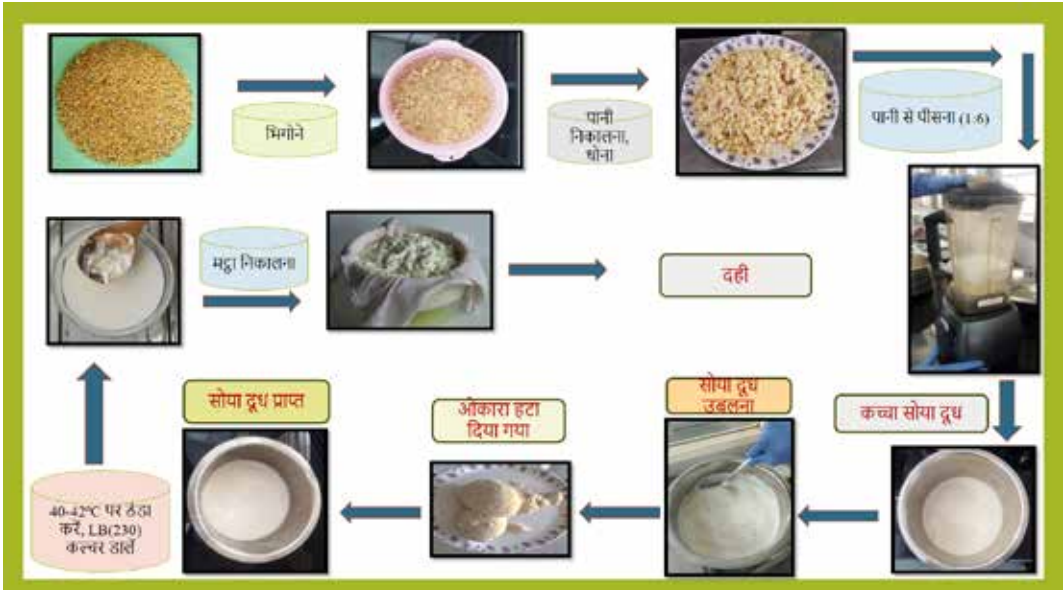 भिगोने
पानी
निकालना,
धोना
पानी से पीसना (1:6)
कच्चा सोया दूध
सोया दूध
उबलना
ओकारा हटा
दिया गया
सोया दूध प्राप्त
40-42°C पर ठंडा
करें, LB(230)
कल्चर डालें
मट्ठा निकालना
दही